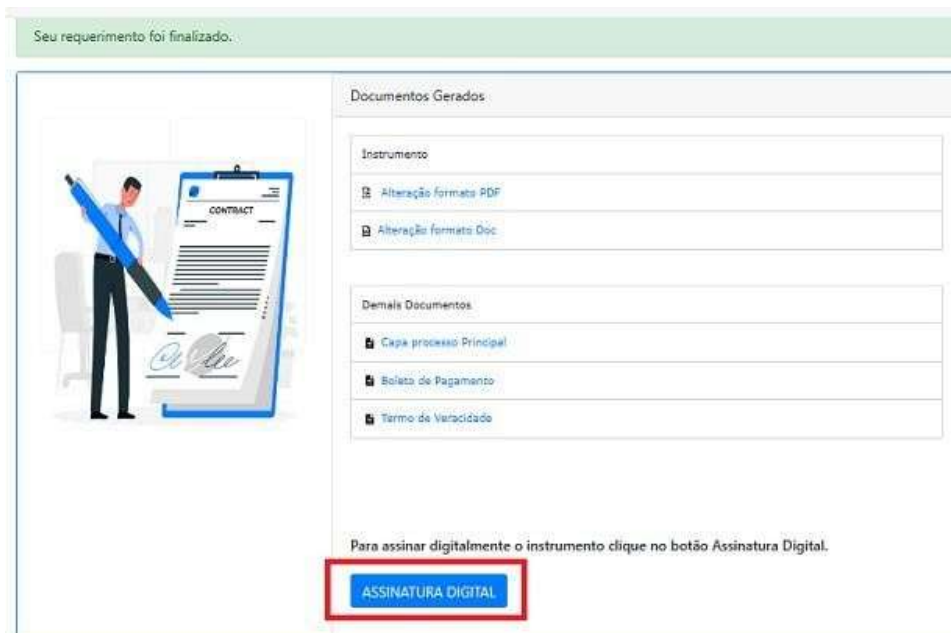 Seu requerimento foi finalizado.
Documentos Gerados
Instrumento
Alteração formato PDF
Alteração formato Doc
CONTRACT
Demais Documentos
Capa processo Principal
Boleto de Pagamento
Termo de Veracidade
Para assinar digitalmente o instrumento clique no botão Assinatura Digital.
ASSINATURA DIGITAL